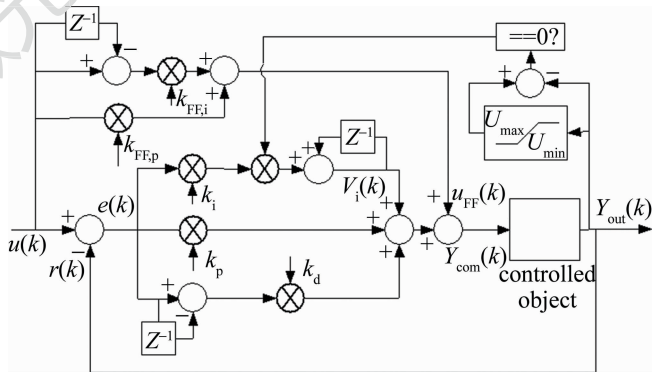 Z⁻¹
==0?
+
−
+
+
+
−
k_FF,i
k_FF,p
U_max
U_min
Z⁻¹
+
+
k_i
V_i(k)
+
u_FF(k)
e(k)
+
+
+
+
+
Y_out(k)
u(k)
r(k)
−
k_p
Y_com(k)
controlled
object
+
−
k_d
Z⁻¹